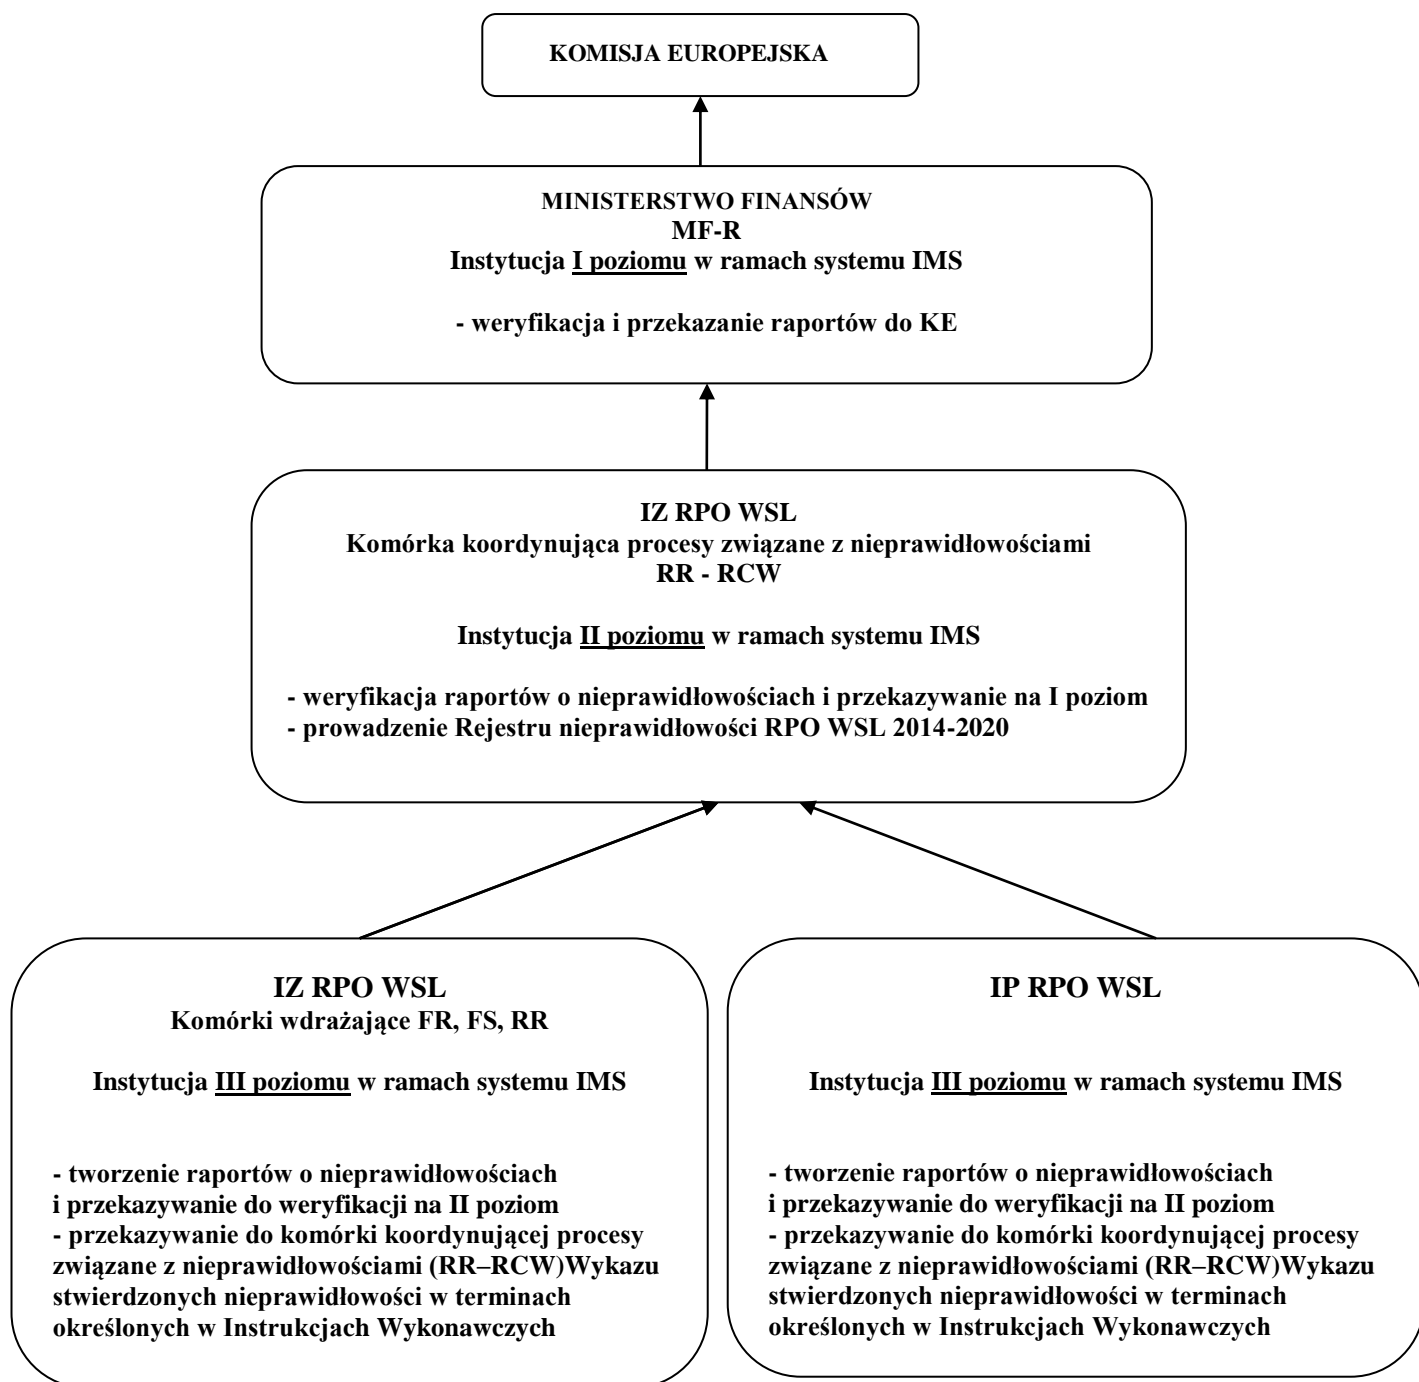 KOMISJA EUROPEJSKA
MINISTERSTWO FINANSÓW
MF-R
Instytucja I poziomu w ramach systemu IMS
- weryfikacja i przekazanie raportów do KE
IZ RPO WSL
Komórka koordynująca procesy związane z nieprawidłowościami
RR - RCW
Instytucja II poziomu w ramach systemu IMS
- weryfikacja raportów o nieprawidłowościach i przekazywanie na I poziom
- prowadzenie Rejestru nieprawidłowości RPO WSL 2014-2020
IZ RPO WSL
Komórki wdrażające FR, FS, RR
Instytucja III poziomu w ramach systemu IMS
- tworzenie raportów o nieprawidłowościach
i przekazywanie do weryfikacji na II poziom
- przekazywanie do komórki koordynującej procesy
związane z nieprawidłowościami (RR–RCW)Wykazu
stwierdzonych nieprawidłowości w terminach
określonych w Instrukcjach Wykonawczych
IP RPO WSL
Instytucja III poziomu w ramach systemu IMS
- tworzenie raportów o nieprawidłowościach
i przekazywanie do weryfikacji na II poziom
- przekazywanie do komórki koordynującej procesy
związane z nieprawidłowościami (RR–RCW)Wykazu
stwierdzonych nieprawidłowości w terminach
określonych w Instrukcjach Wykonawczych